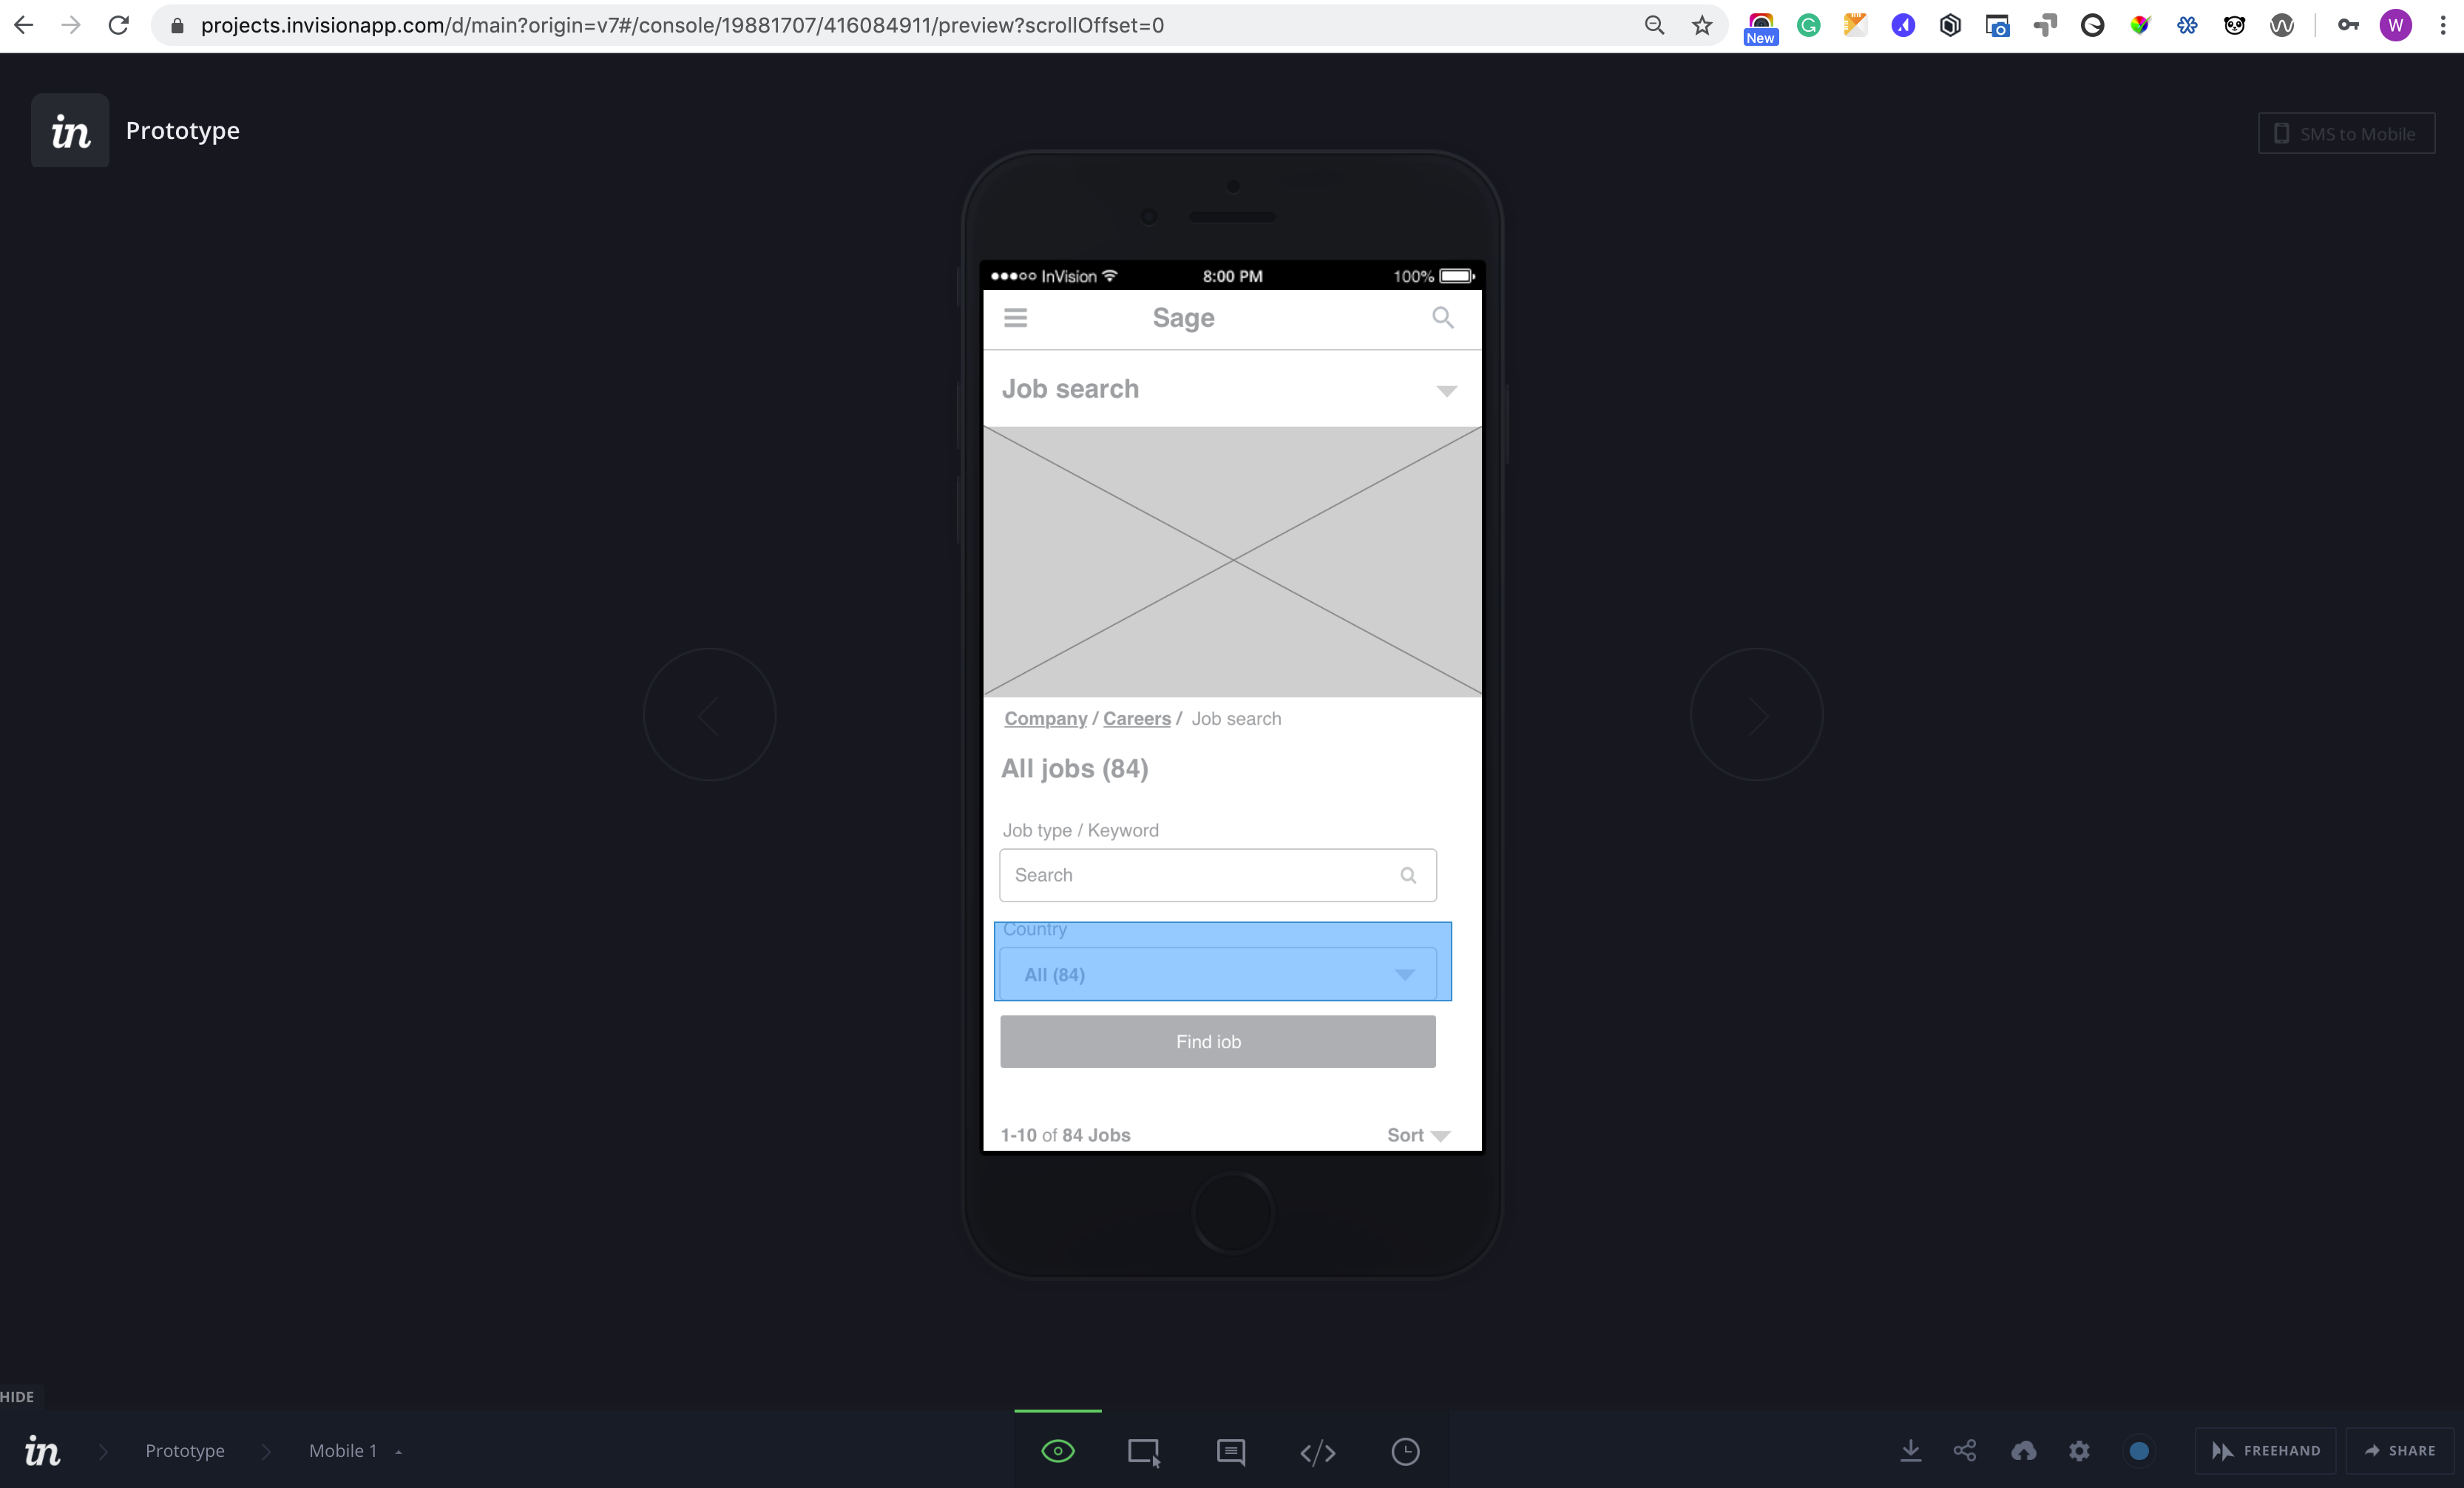 projects.invisionapp.com/d/main?origin=v7#/console/19881707/416084911/preview?scrollOffset=0
New
W
in
Prototype
SMS to Mobile
InVision
8:00 PM
100%
Sage
Job search
Company / Careers / Job search
All jobs (84)
Job type / Keyword
Search
Country
All (84)
Find iob
1-10 of 84 Jobs
Sort
HIDE
in
Prototype
Mobile 1
FREEHAND
SHARE